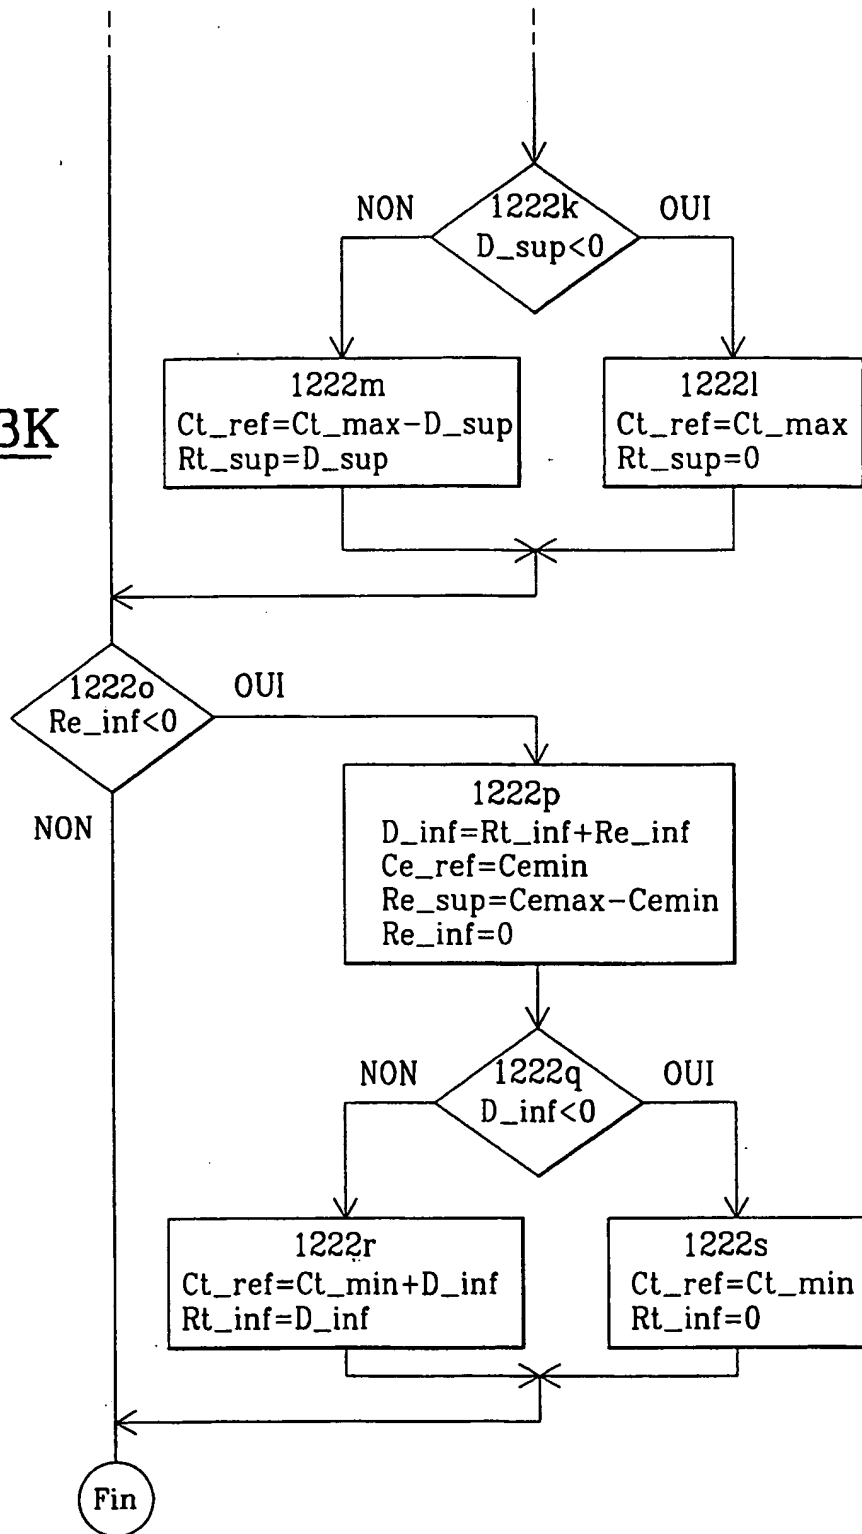 1222k
NON
OUI
D_sup<0
1222m
Ct_ref=Ct_max-D_sup
Rt_sup=D_sup
1222l
Ct_ref=Ct_max
Rt_sup=0
3K
1222o
OUI
Re_inf<0
NON
1222p
D_inf=Rt_inf+Re_inf
Ce_ref=Cemin
Re_sup=Cemax-Cemin
Re_inf=0
NON
1222q
OUI
D_inf<0
1222r
Ct_ref=Ct_min+D_inf
Rt_inf=D_inf
1222s
Ct_ref=Ct_min
Rt_inf=0
Fin